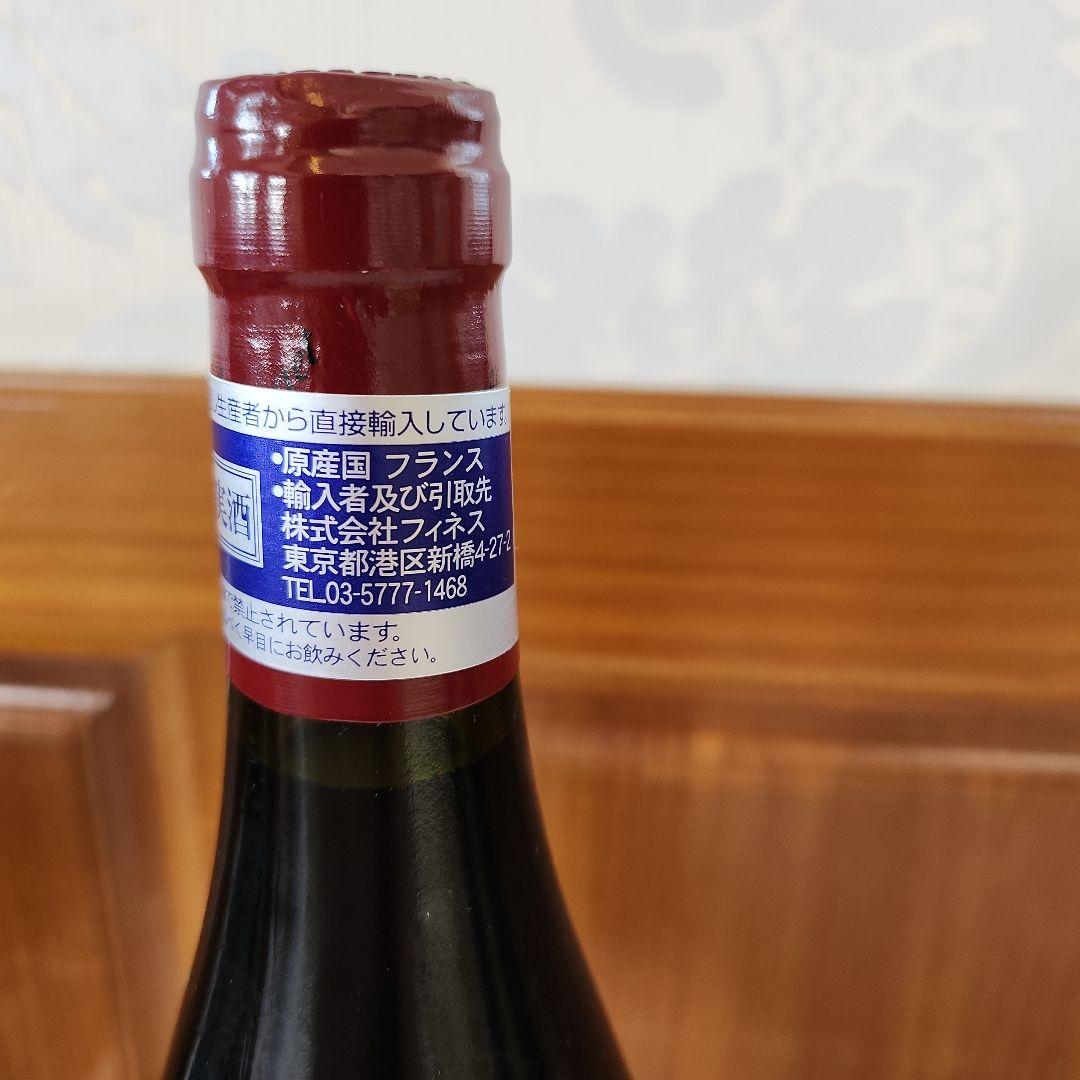 生産者から直接輸入しています
•原産国 フランス
•輸入者及び引取先
株式会社フィネス
東京都港区新橋4-27-2
TEL.03-5777-1468
実酒
禁止されています。
早目にお飲みください。